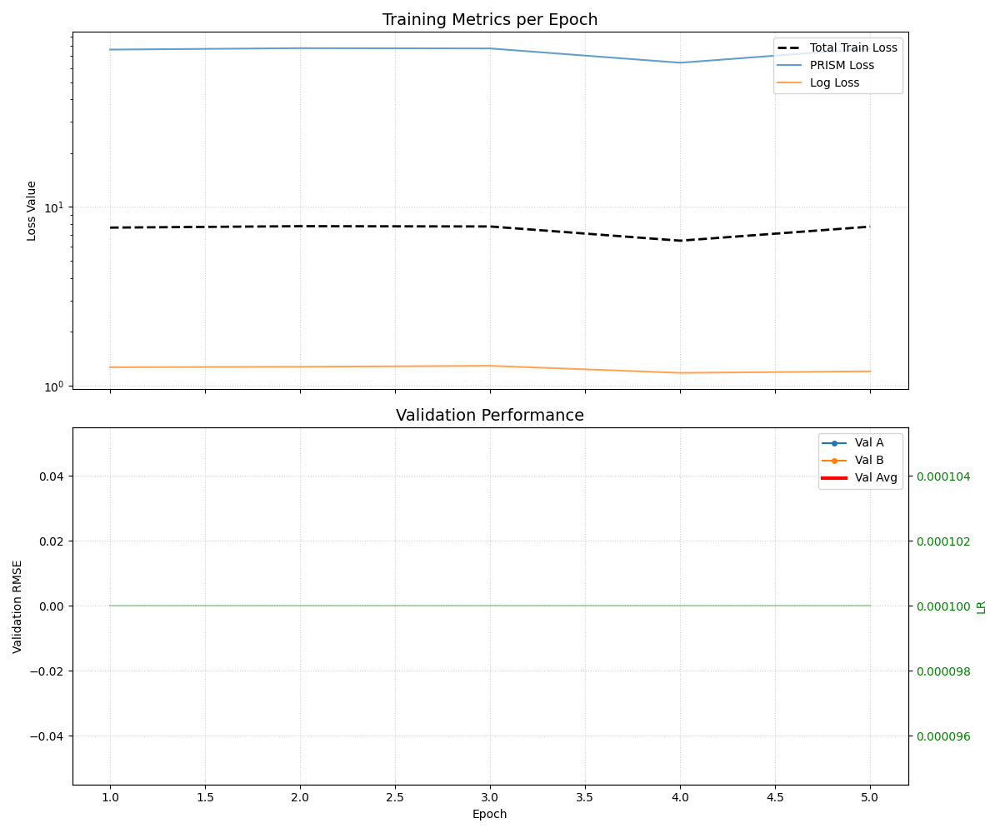 Training Metrics per Epoch
Total Train Loss
PRISM Loss
Log Loss
Loss Value
10¹
10⁰
Validation Performance
Val A
Val B
Val Avg
Validation RMSE
0.04
0.02
0.00
−0.02
−0.04
0.000104
0.000102
0.000100
0.000098
0.000096
LR
1.0 1.5 2.0 2.5 3.0 3.5 4.0 4.5 5.0
Epoch